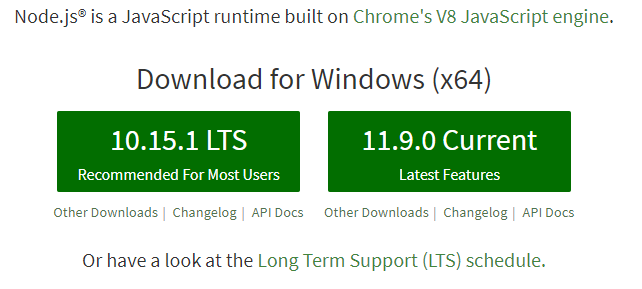 Node.js® is a JavaScript runtime built on Chrome's V8 JavaScript engine.
Download for Windows (x64)
10.15.1 LTS
Recommended For Most Users
11.9.0 Current
Latest Features
Other Downloads | Changelog | API Docs
Other Downloads | Changelog | API Docs
Or have a look at the Long Term Support (LTS) schedule.